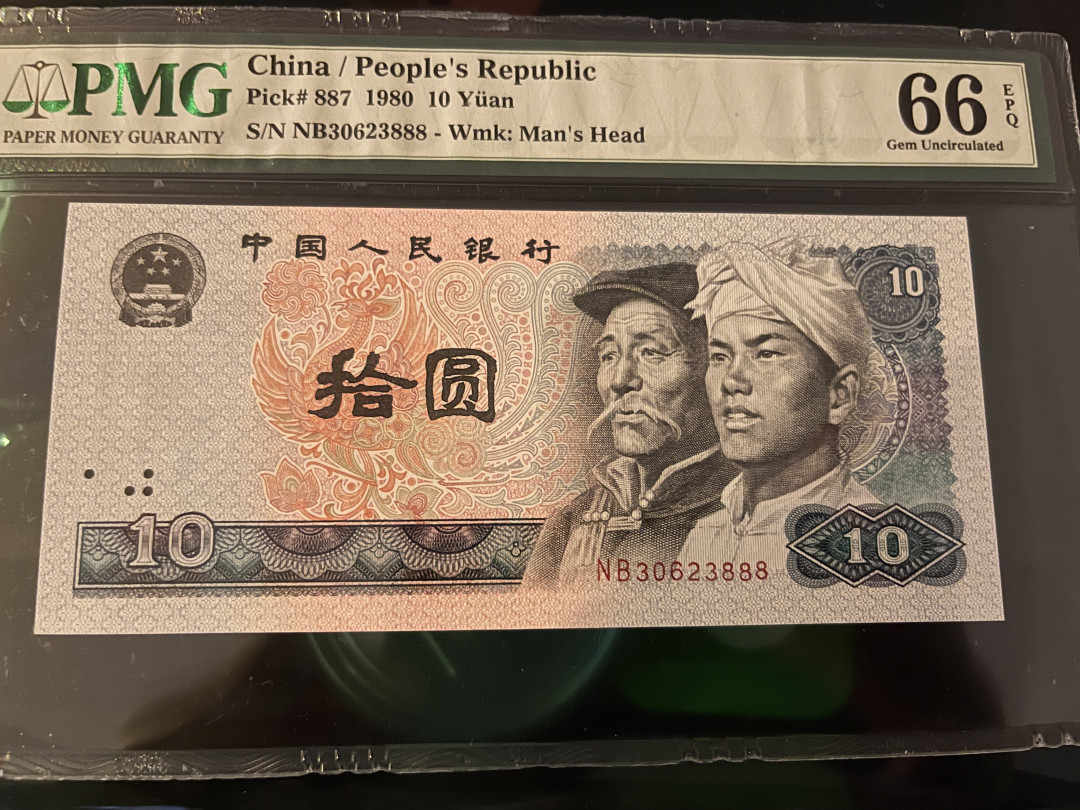 PMG
PAPER MONEY GUARANTY
China / People's Republic
Pick# 887 1980 10 Yüan
S/N NB30623888 - Wmk: Man's Head
66
EPQ
Gem Uncirculated
中国人民银行
10
拾圆
10
NB30623888
10